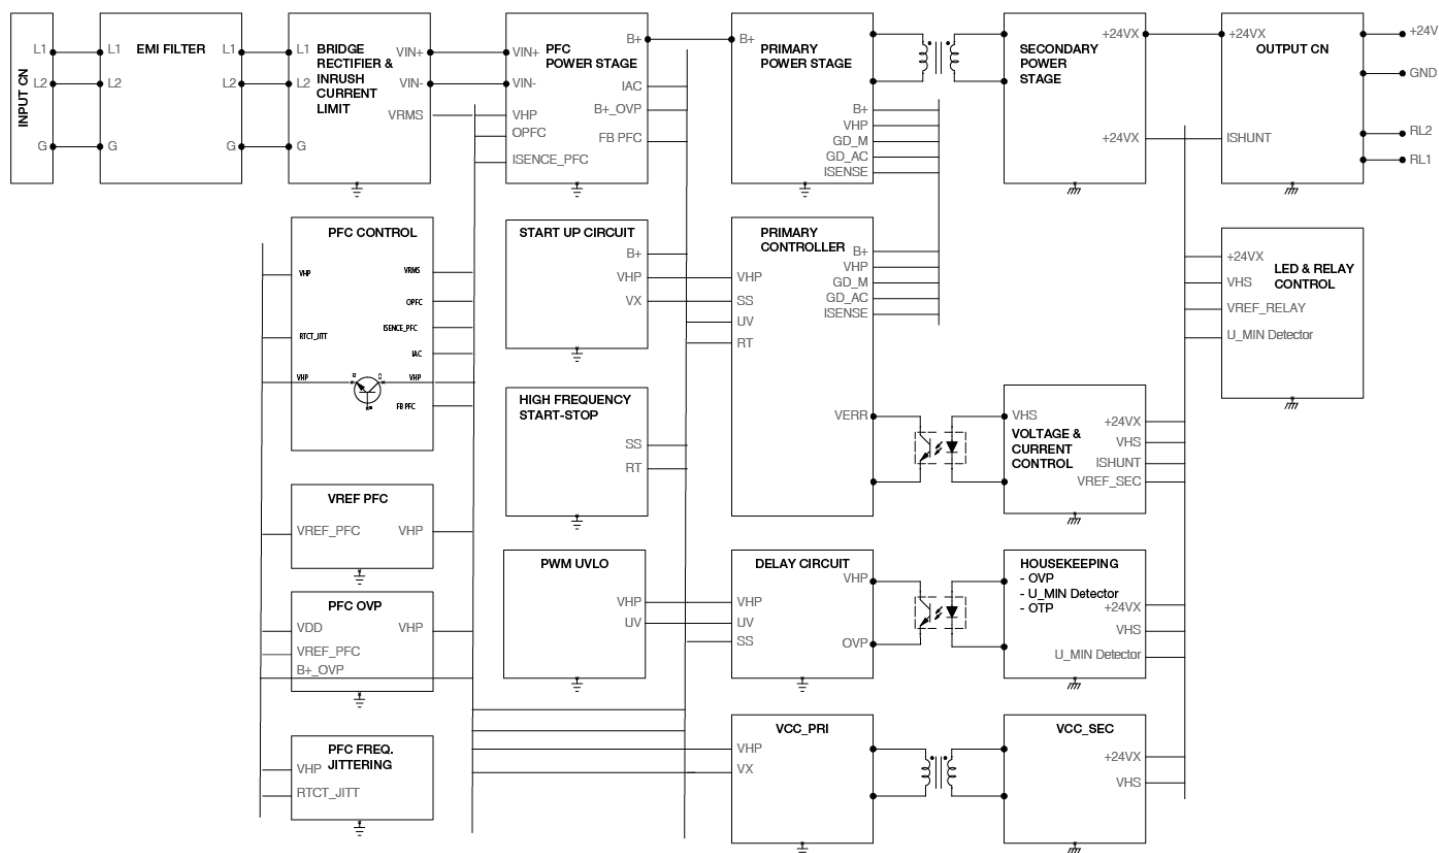 INPUT CN
L1
L2
G
EMI FILTER
L1
L2
G
L1
L2
G
BRIDGE
RECTIFIER &
INRUSH
CURRENT
LIMIT
L1
L2
G
VIN+
VIN-
VRMS
PFC
POWER STAGE
VIN+
VIN-
VHP
OPFC
ISENCE_PFC
B+
IAC
B+_OVP
FB PFC
PRIMARY
POWER STAGE
B+
B+
VHP
GD_M
GD_AC
ISENSE
SECONDARY
POWER
STAGE
+24VX
+24VX
OUTPUT CN
+24VX
ISHUNT
+24V
GND
RL2
RL1
PFC CONTROL
VHP
RTCT_JITT
VHP
VRMS
OPFC
ISENCE_PFC
IAC
VHP
FB PFC
START UP CIRCUIT
B+
VHP
VX
PRIMARY
CONTROLLER
VHP
SS
UV
RT
B+
VHP
GD_M
GD_AC
ISENSE
VERR
LED & RELAY
CONTROL
+24VX
VHS
VREF_RELAY
U_MIN Detector
HIGH FREQUENCY
START-STOP
SS
RT
VHS
VOLTAGE &
CURRENT
CONTROL
+24VX
VHS
ISHUNT
VREF_SEC
VREF PFC
VREF_PFC
VHP
PWM UVLO
VHP
UV
DELAY CIRCUIT
VHP
UV
SS
VHP
OVP
HOUSEKEEPING
- OVP
- U_MIN Detector
- OTP
+24VX
VHS
U_MIN Detector
PFC OVP
VDD
VREF_PFC
B+_OVP
VHP
PFC FREQ.
JITTERING
VHP
RTCT_JITT
VCC_PRI
VHP
VX
VCC_SEC
+24VX
VHS